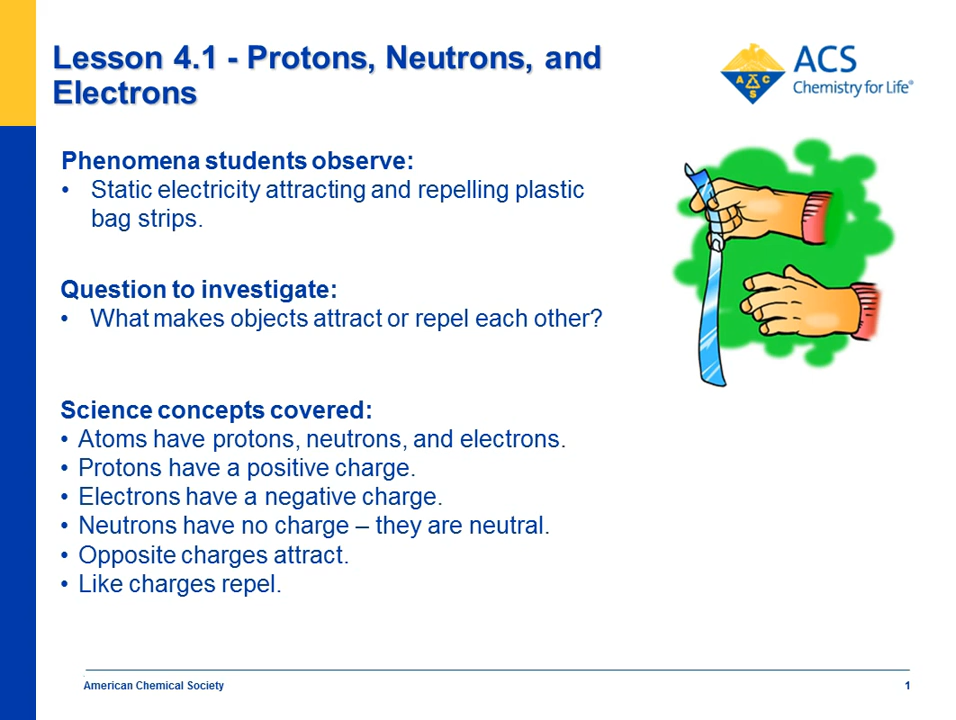 Lesson 4.1 - Protons, Neutrons, and
Electrons
ACS
Chemistry for Life®
A C
S
Phenomena students observe:
• Static electricity attracting and repelling plastic
bag strips.
Question to investigate:
• What makes objects attract or repel each other?
Science concepts covered:
• Atoms have protons, neutrons, and electrons.
• Protons have a positive charge.
• Electrons have a negative charge.
• Neutrons have no charge – they are neutral.
• Opposite charges attract.
• Like charges repel.
American Chemical Society
1